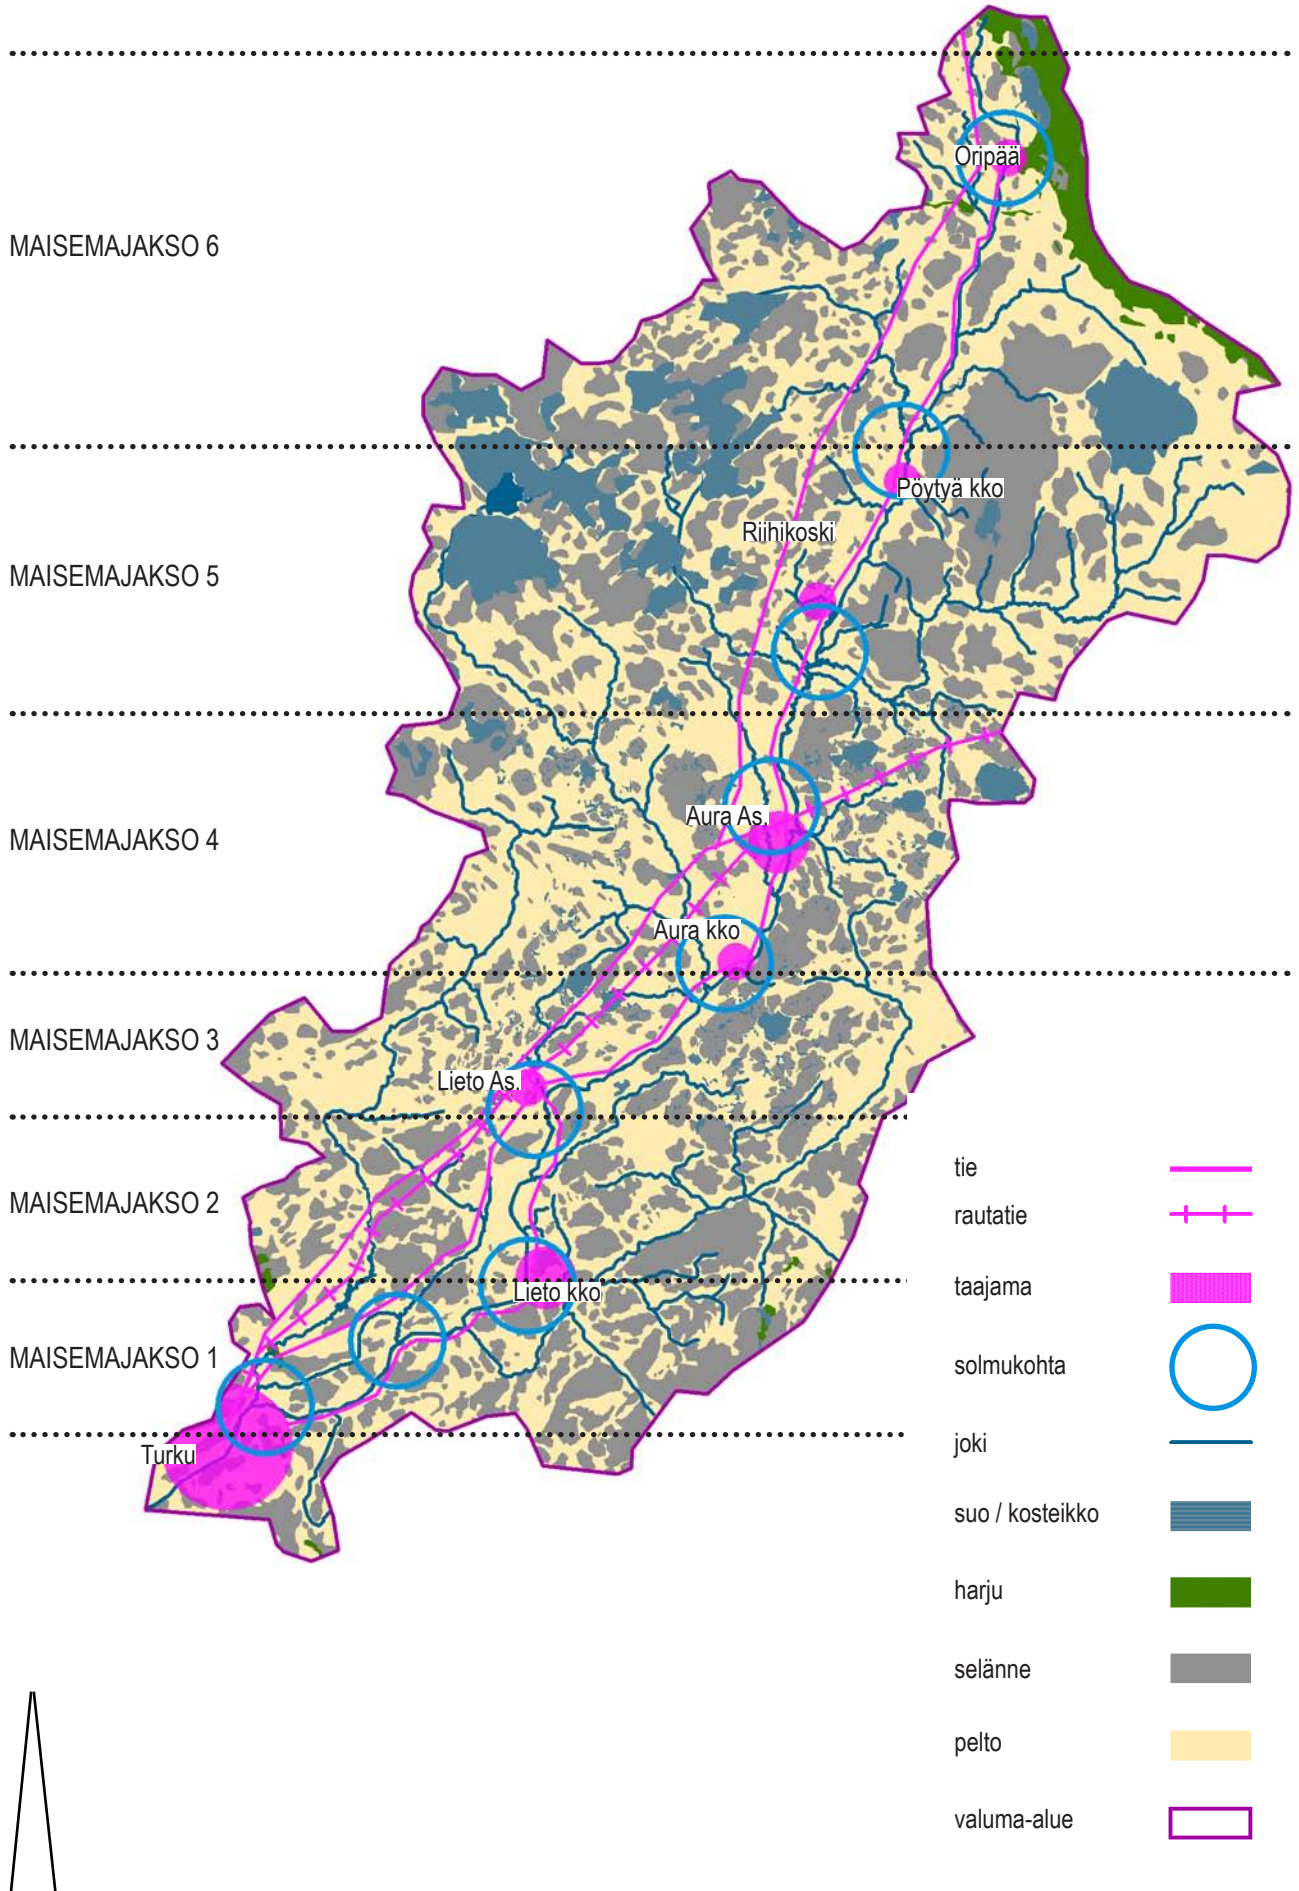 Oripää
MAISEMAJAKSO 6
Pöytyä kko
Riihikoski
MAISEMAJAKSO 5
Aura As.
MAISEMAJAKSO 4
Aura kko
MAISEMAJAKSO 3
Lieto As.
MAISEMAJAKSO 2
Lieto kko
MAISEMAJAKSO 1
Turku
tie
rautatie
taajama
solmukohta
joki
suo / kosteikko
harju
selänne
pelto
valuma-alue